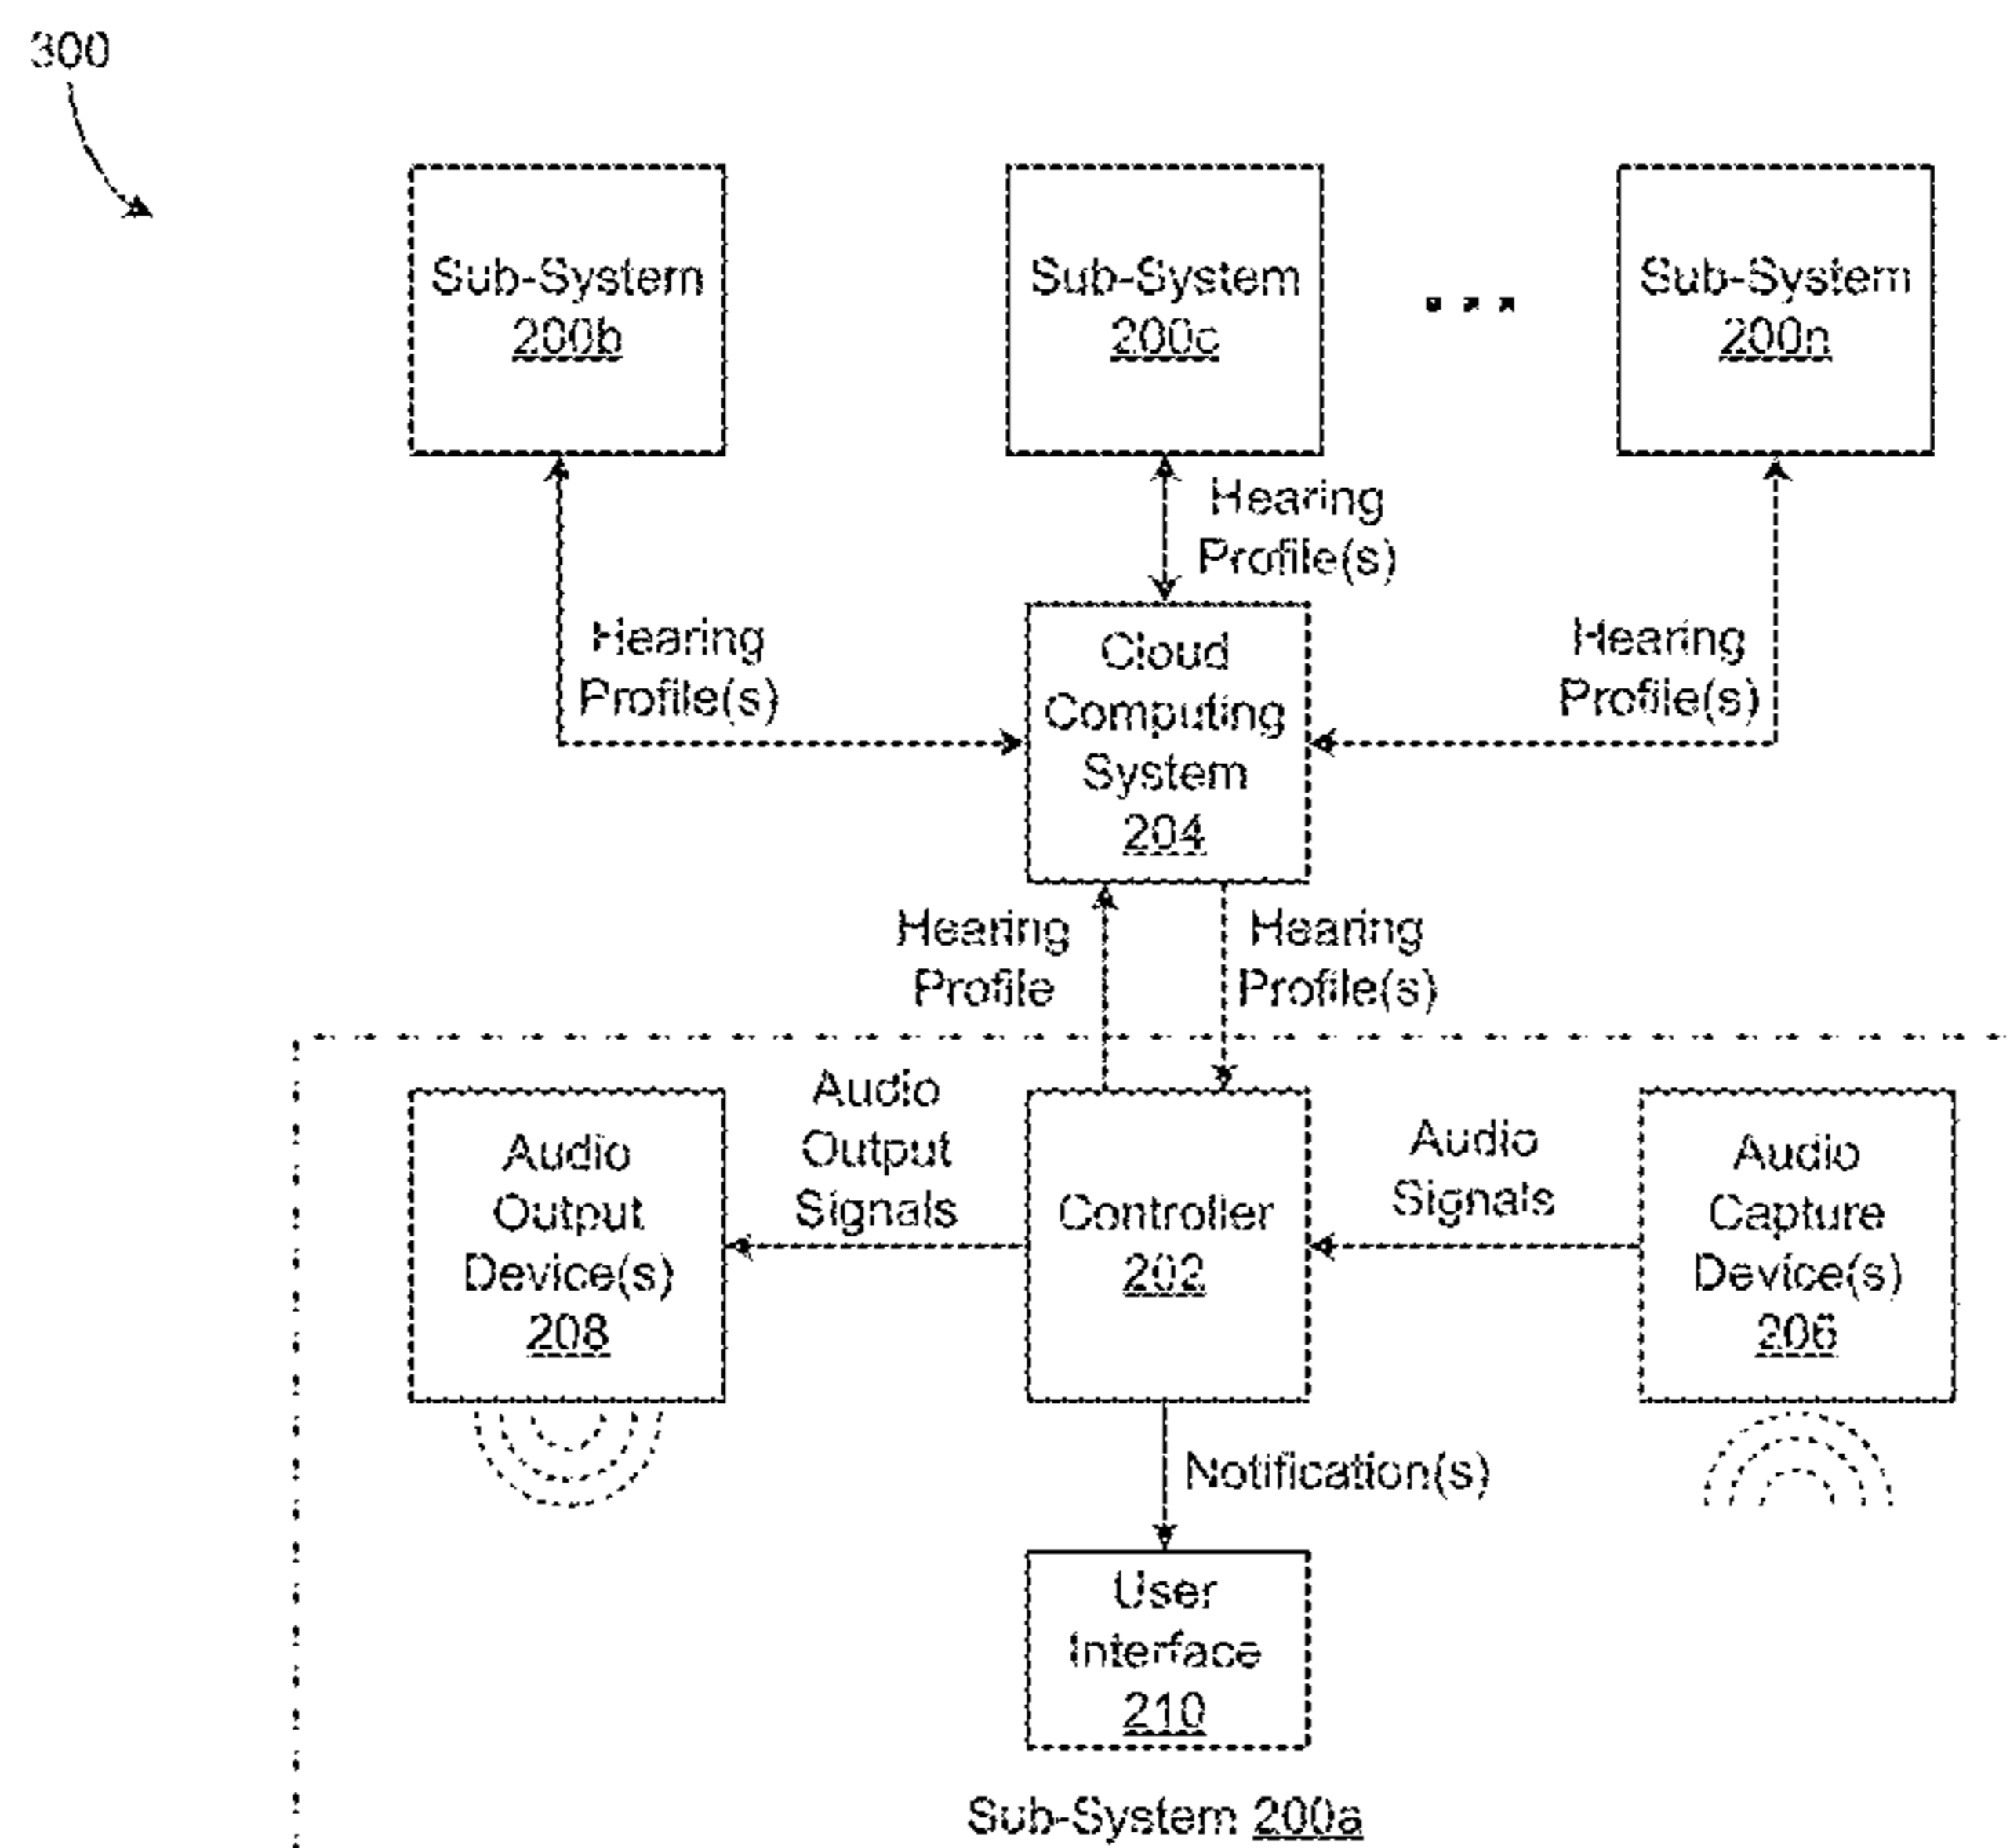 300
Sub-System
200b
Sub-System
200c
Sub-System
200n
Hearing
Profile(s)
Hearing
Profile(s)
Hearing
Profile(s)
Cloud
Computing
System
204
Hearing
Profile
Hearing
Profile(s)
Audio
Output
Device(s)
208
Audio
Output
Signals
Controller
202
Audio
Signals
Audio
Capture
Device(s)
206
Notification(s)
User
Interface
210
Sub-System 200a